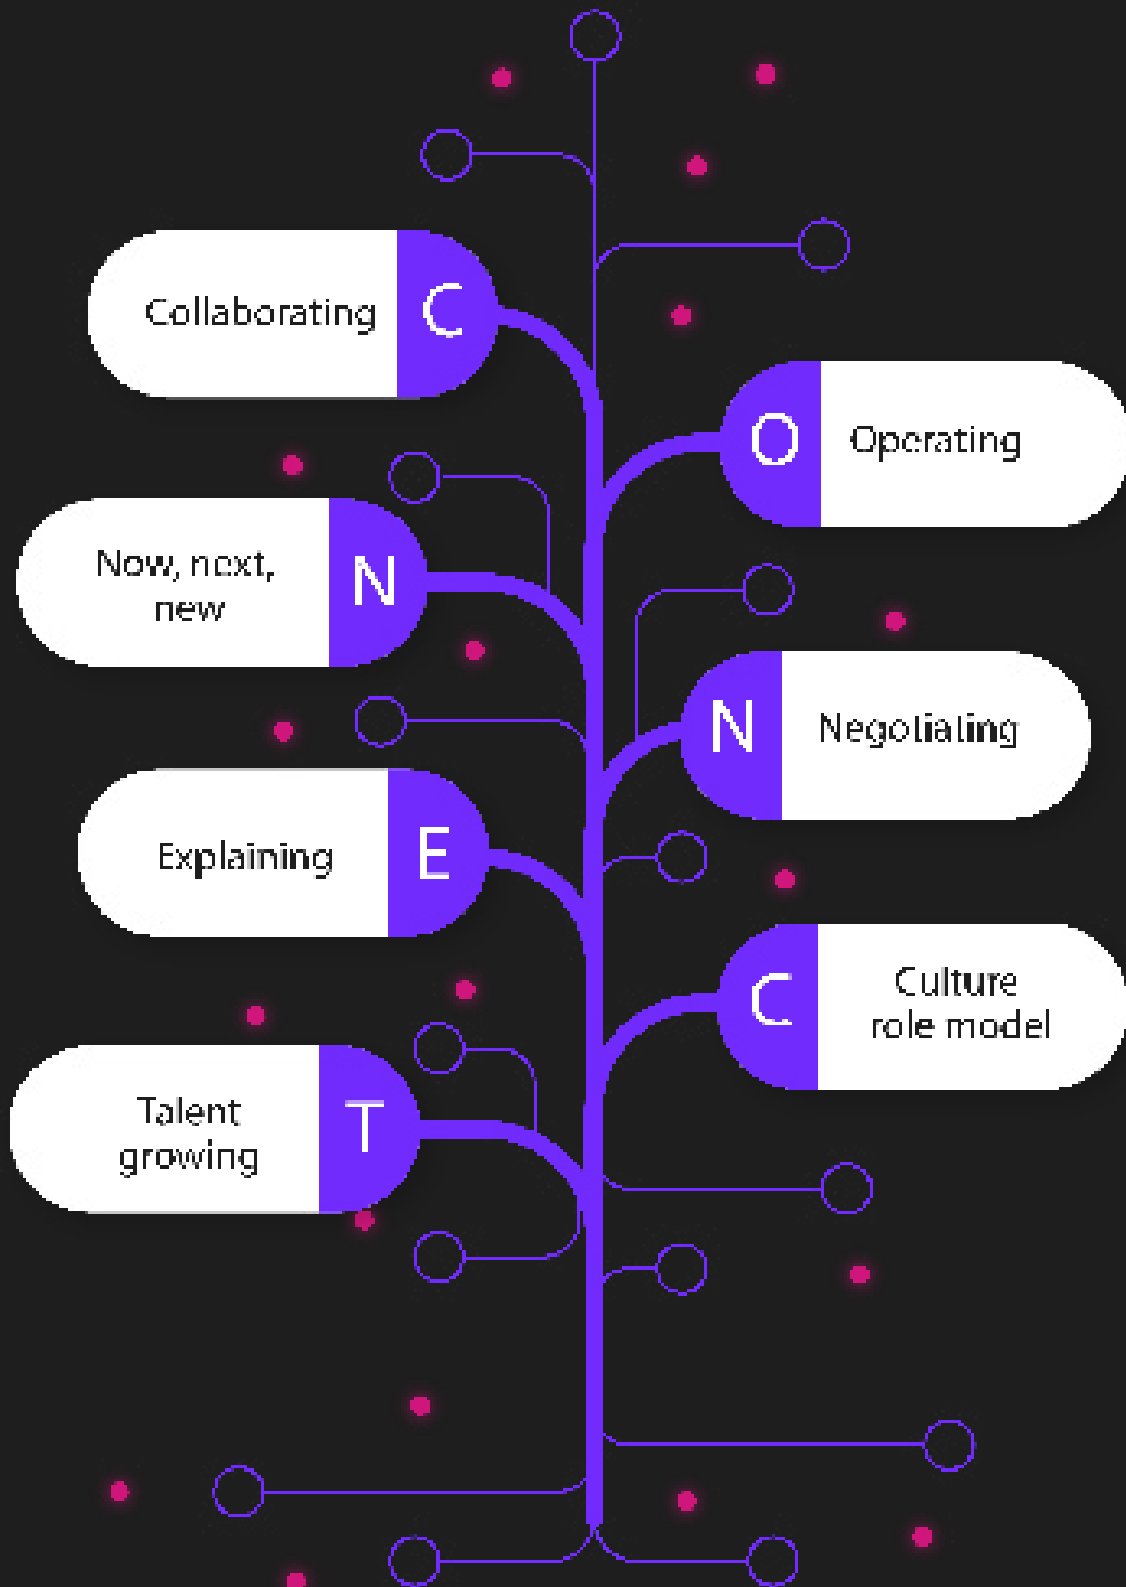 Collaborating C
O Operating
Now, next,
new
N
N Negotiating
Explaining E
C
Culture
role model
Talent
growing
T